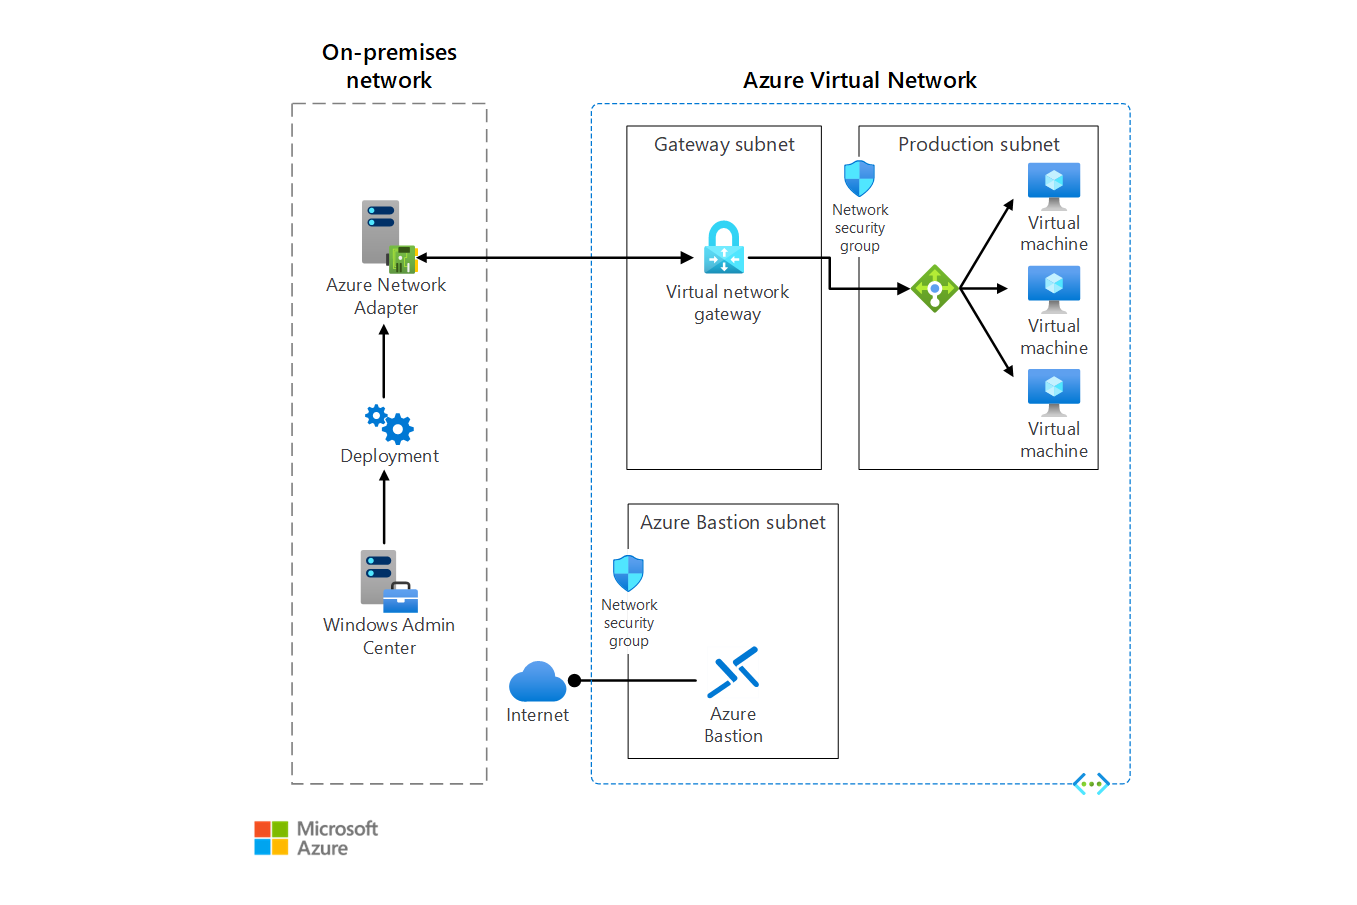 On-premises
network
Azure Virtual Network
Gateway subnet
Production subnet
Network
security
group
Virtual
machine
Azure Network
Adapter
Virtual network
gateway
Virtual
machine
Virtual
machine
Deployment
Azure Bastion subnet
Network
security
group
Windows Admin
Center
Internet
Azure
Bastion
Microsoft
Azure